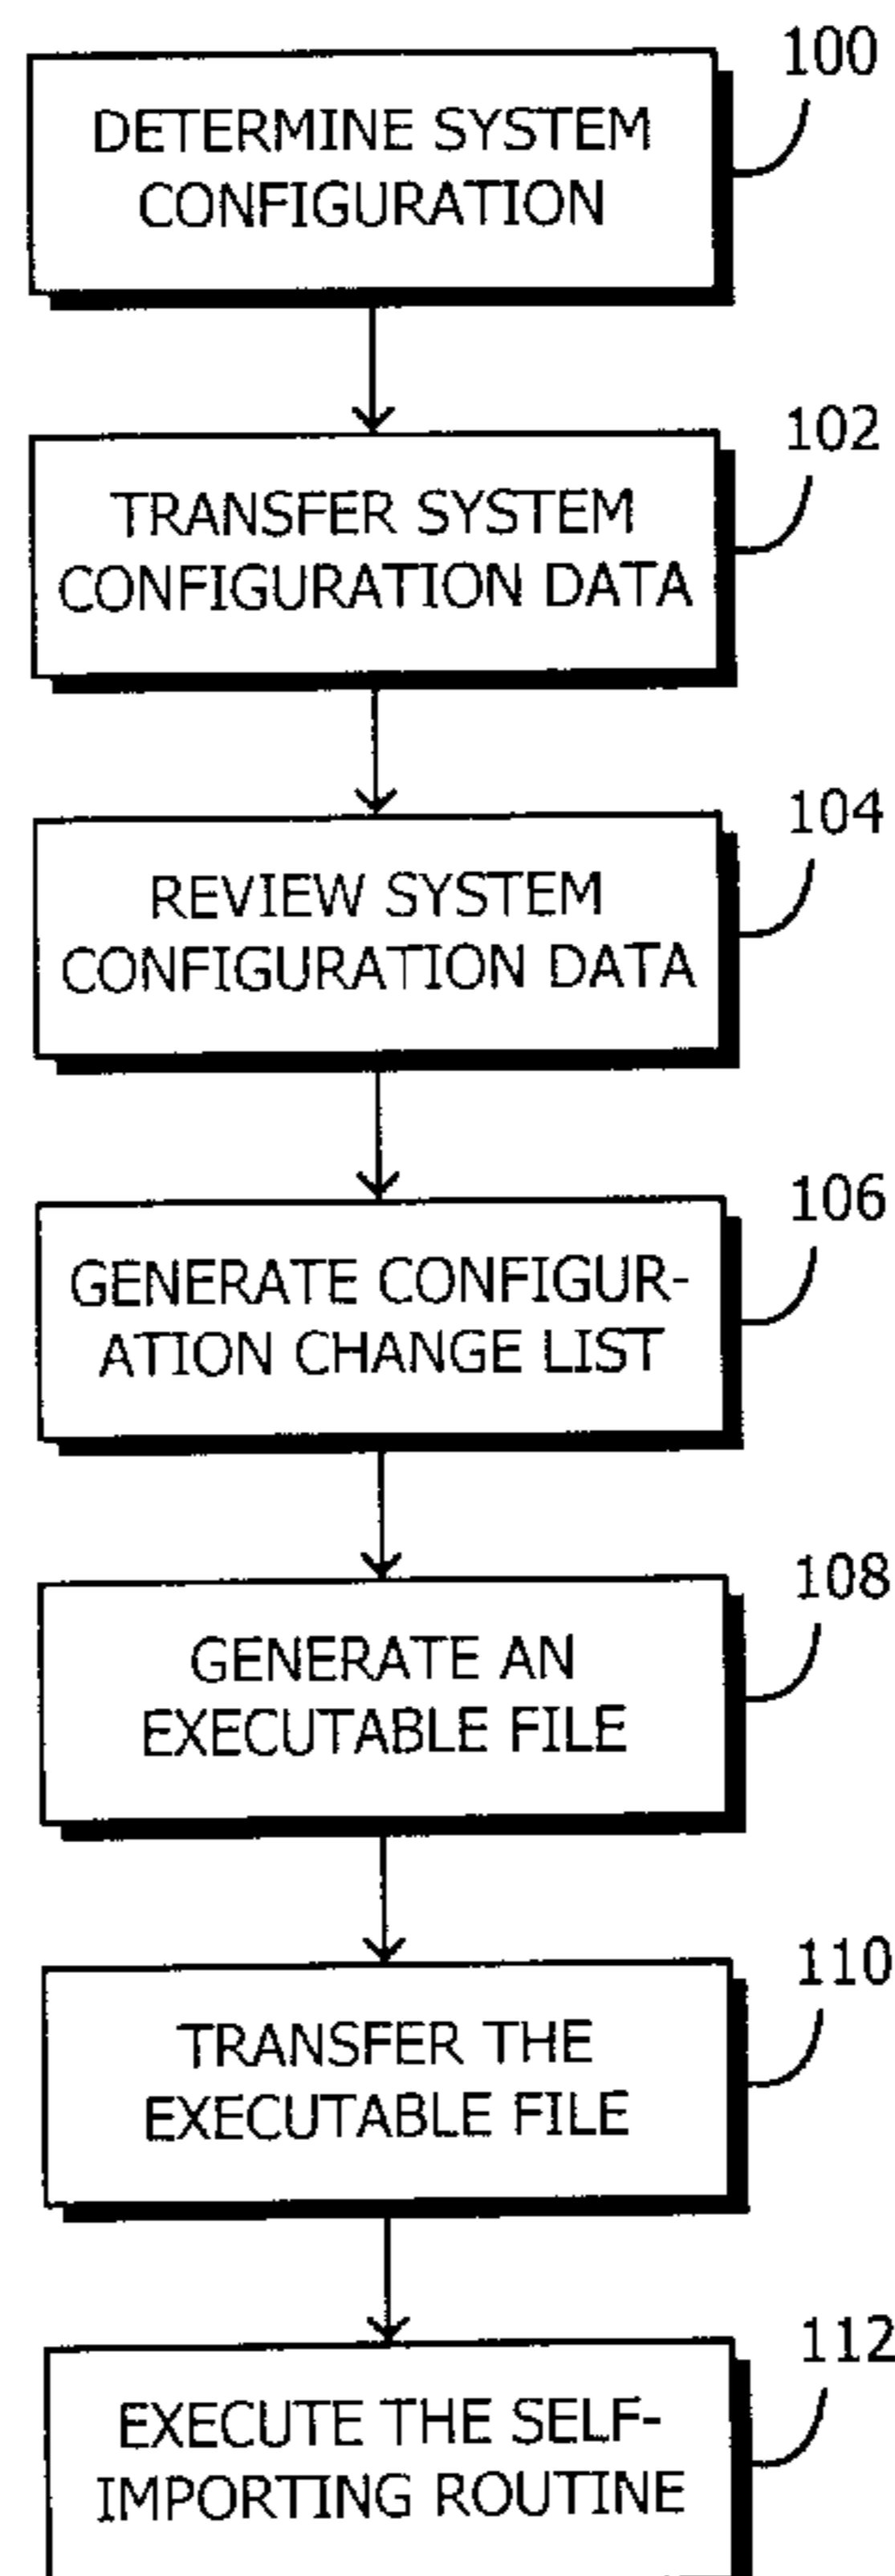 100
DETERMINE SYSTEM
CONFIGURATION
102
TRANSFER SYSTEM
CONFIGURATION DATA
104
REVIEW SYSTEM
CONFIGURATION DATA
106
GENERATE CONFIGUR-
ATION CHANGE LIST
108
GENERATE AN
EXECUTABLE FILE
110
TRANSFER THE
EXECUTABLE FILE
112
EXECUTE THE SELF-
IMPORTING ROUTINE